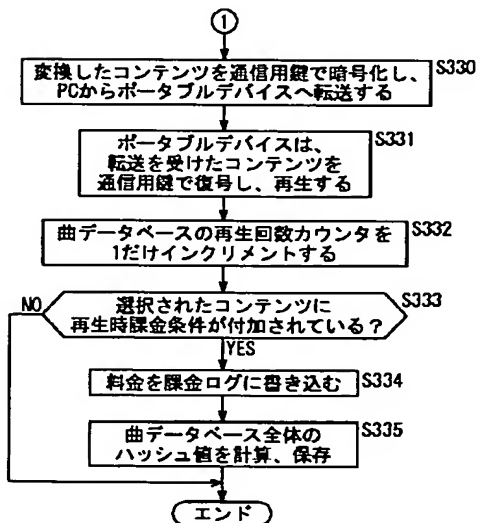 1
変換したコンテンツを通信用鍵で暗号化し、
PCからポータブルデバイスへ転送する
S330
ポータブルデバイスは、
転送を受けたコンテンツを
通信用鍵で復号し、再生する
S331
曲データベースの再生回数カウンタを
1だけインクリメントする
S332
選択されたコンテンツに
再生時課金条件が付加されている?
S333
NO
YES
料金を課金ログに書き込む
S334
曲データベース全体の
ハッシュ値を計算、保存
S335
エンド